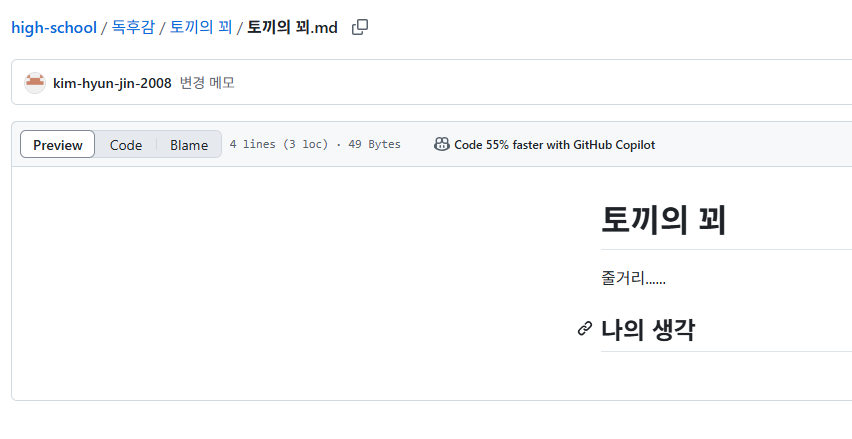 high-school / 독후감 / 토끼의 꾀 / 토끼의 꾀.md
kim-hyun-jin-2008 변경 메모
Preview Code Blame 4 lines (3 loc) · 49 Bytes Code 55% faster with GitHub Copilot
토끼의 꾀
줄거리......
나의 생각